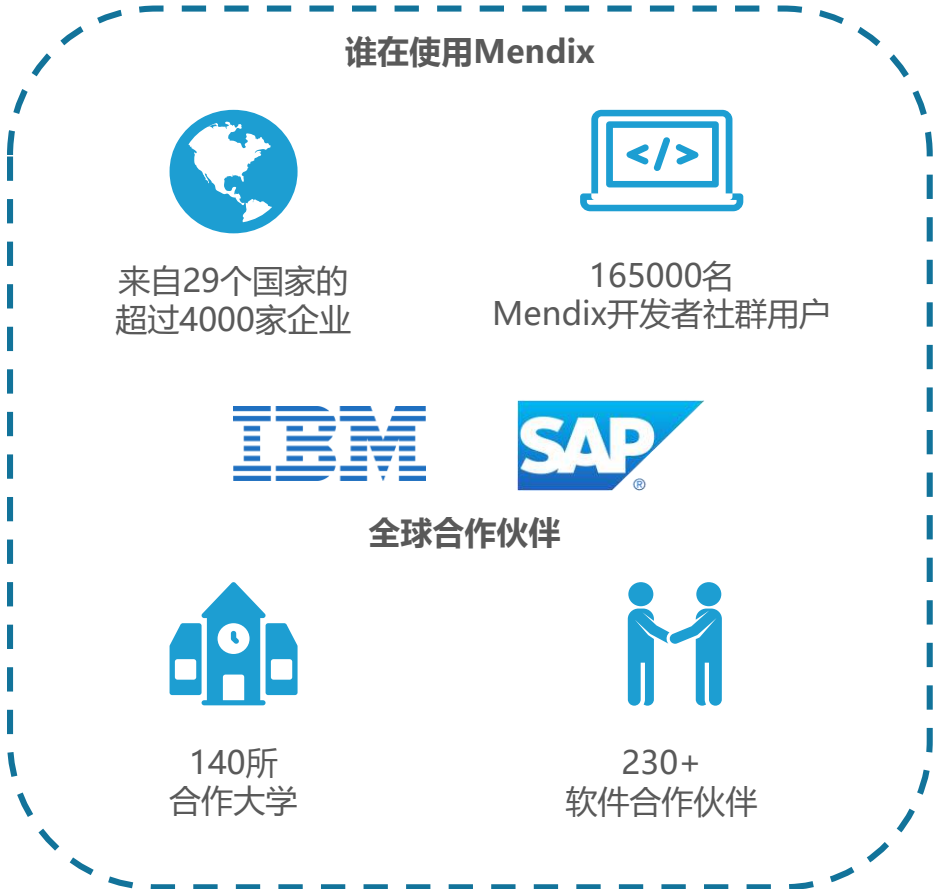 谁在使用Mendix
</>
来自29个国家的
超过4000家企业
165000名
Mendix开发者社群用户
IBM
SAP
®
全球合作伙伴
140所
合作大学
230+
软件合作伙伴